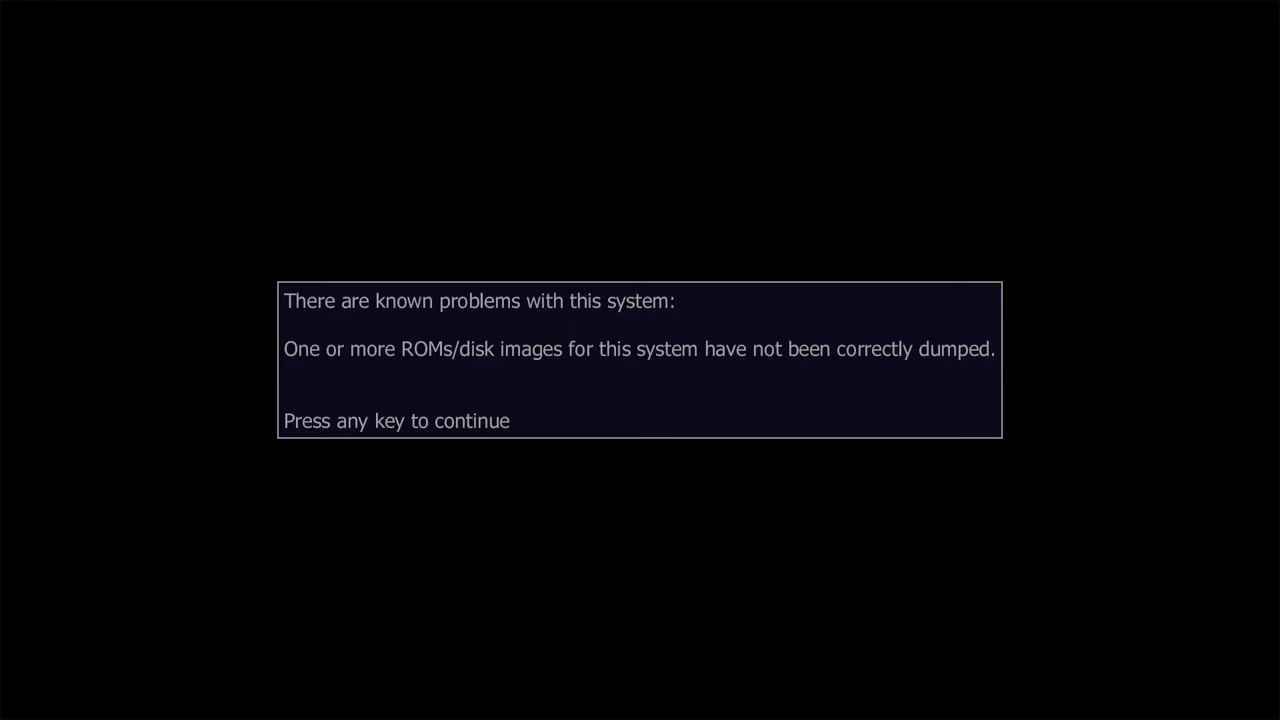 There are known problems with this system:
One or more ROMs/disk images for this system have not been correctly dumped.
Press any key to continue